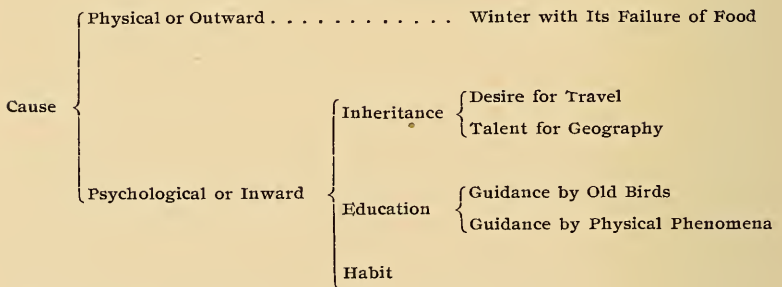 Physical or Outward . . . . . . . . . . . . . Winter with Its Failure of Food
Cause
Inheritance
Desire for Travel
Talent for Geography
Psychological or Inward
Education
Guidance by Old Birds
Guidance by Physical Phenomena
Habit